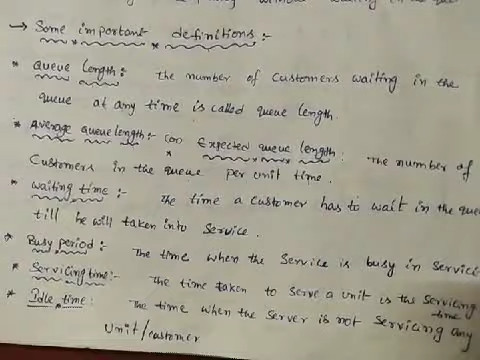 → Some important definitions:-
* Queue Length: The number of customers waiting in the
queue at any time is called queue length.
* Average queue length:- (or) Expected queue length: The number of
customers in the queue per unit time.
* waiting time:- The time a customer has to wait in the que
till he will taken into service.
* Busy period: The time when the service is busy in service
* Servicing time:- The time taken to serve a unit is the servicing
time
* Idle time: The time when the server is not servicing any
Unit/customer